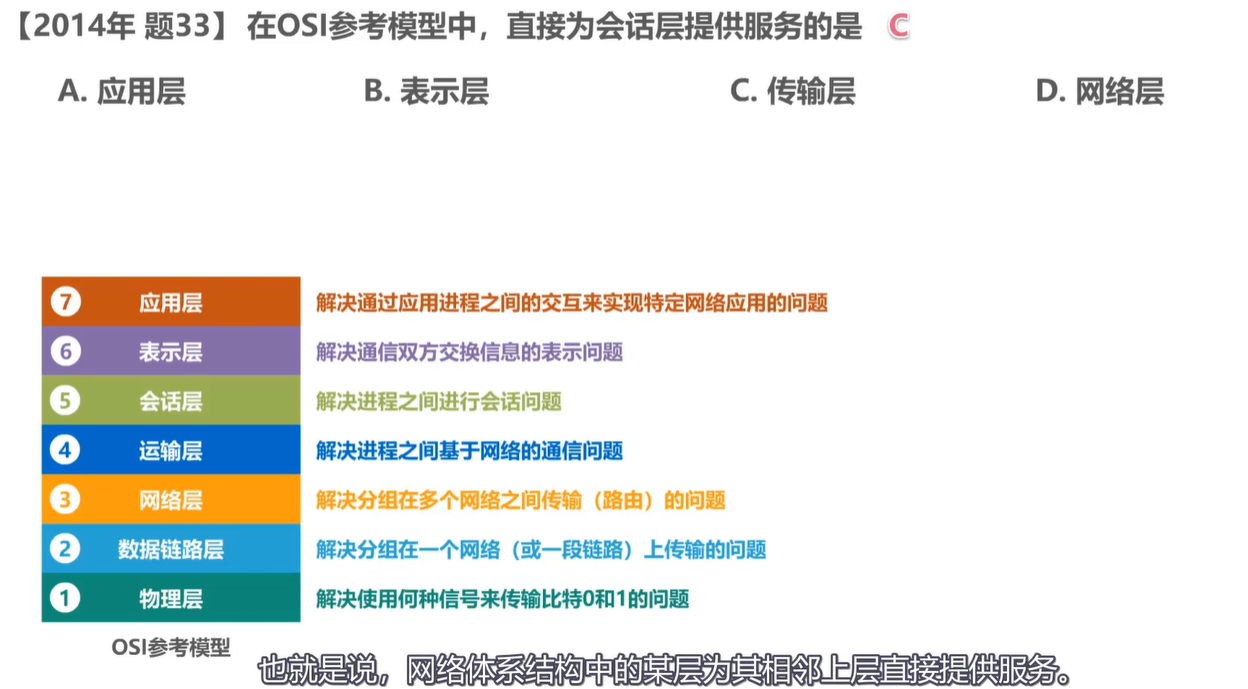 【2014年 题33】 在OSI参考模型中，直接为会话层提供服务的是 C
A. 应用层 B. 表示层 C. 传输层 D. 网络层
7 应用层 解决通过应用进程之间的交互来实现特定网络应用的问题
6 表示层 解决通信双方交换信息的表示问题
5 会话层 解决进程之间进行会话问题
4 运输层 解决进程之间基于网络的通信问题
3 网络层 解决分组在多个网络之间传输（路由）的问题
2 数据链路层 解决分组在一个网络（或一段链路）上传输的问题
1 物理层 解决使用何种信号来传输比特0和1的问题
OSI参考模型
也就是说，网络体系结构中的某层为其相邻上层直接提供服务。